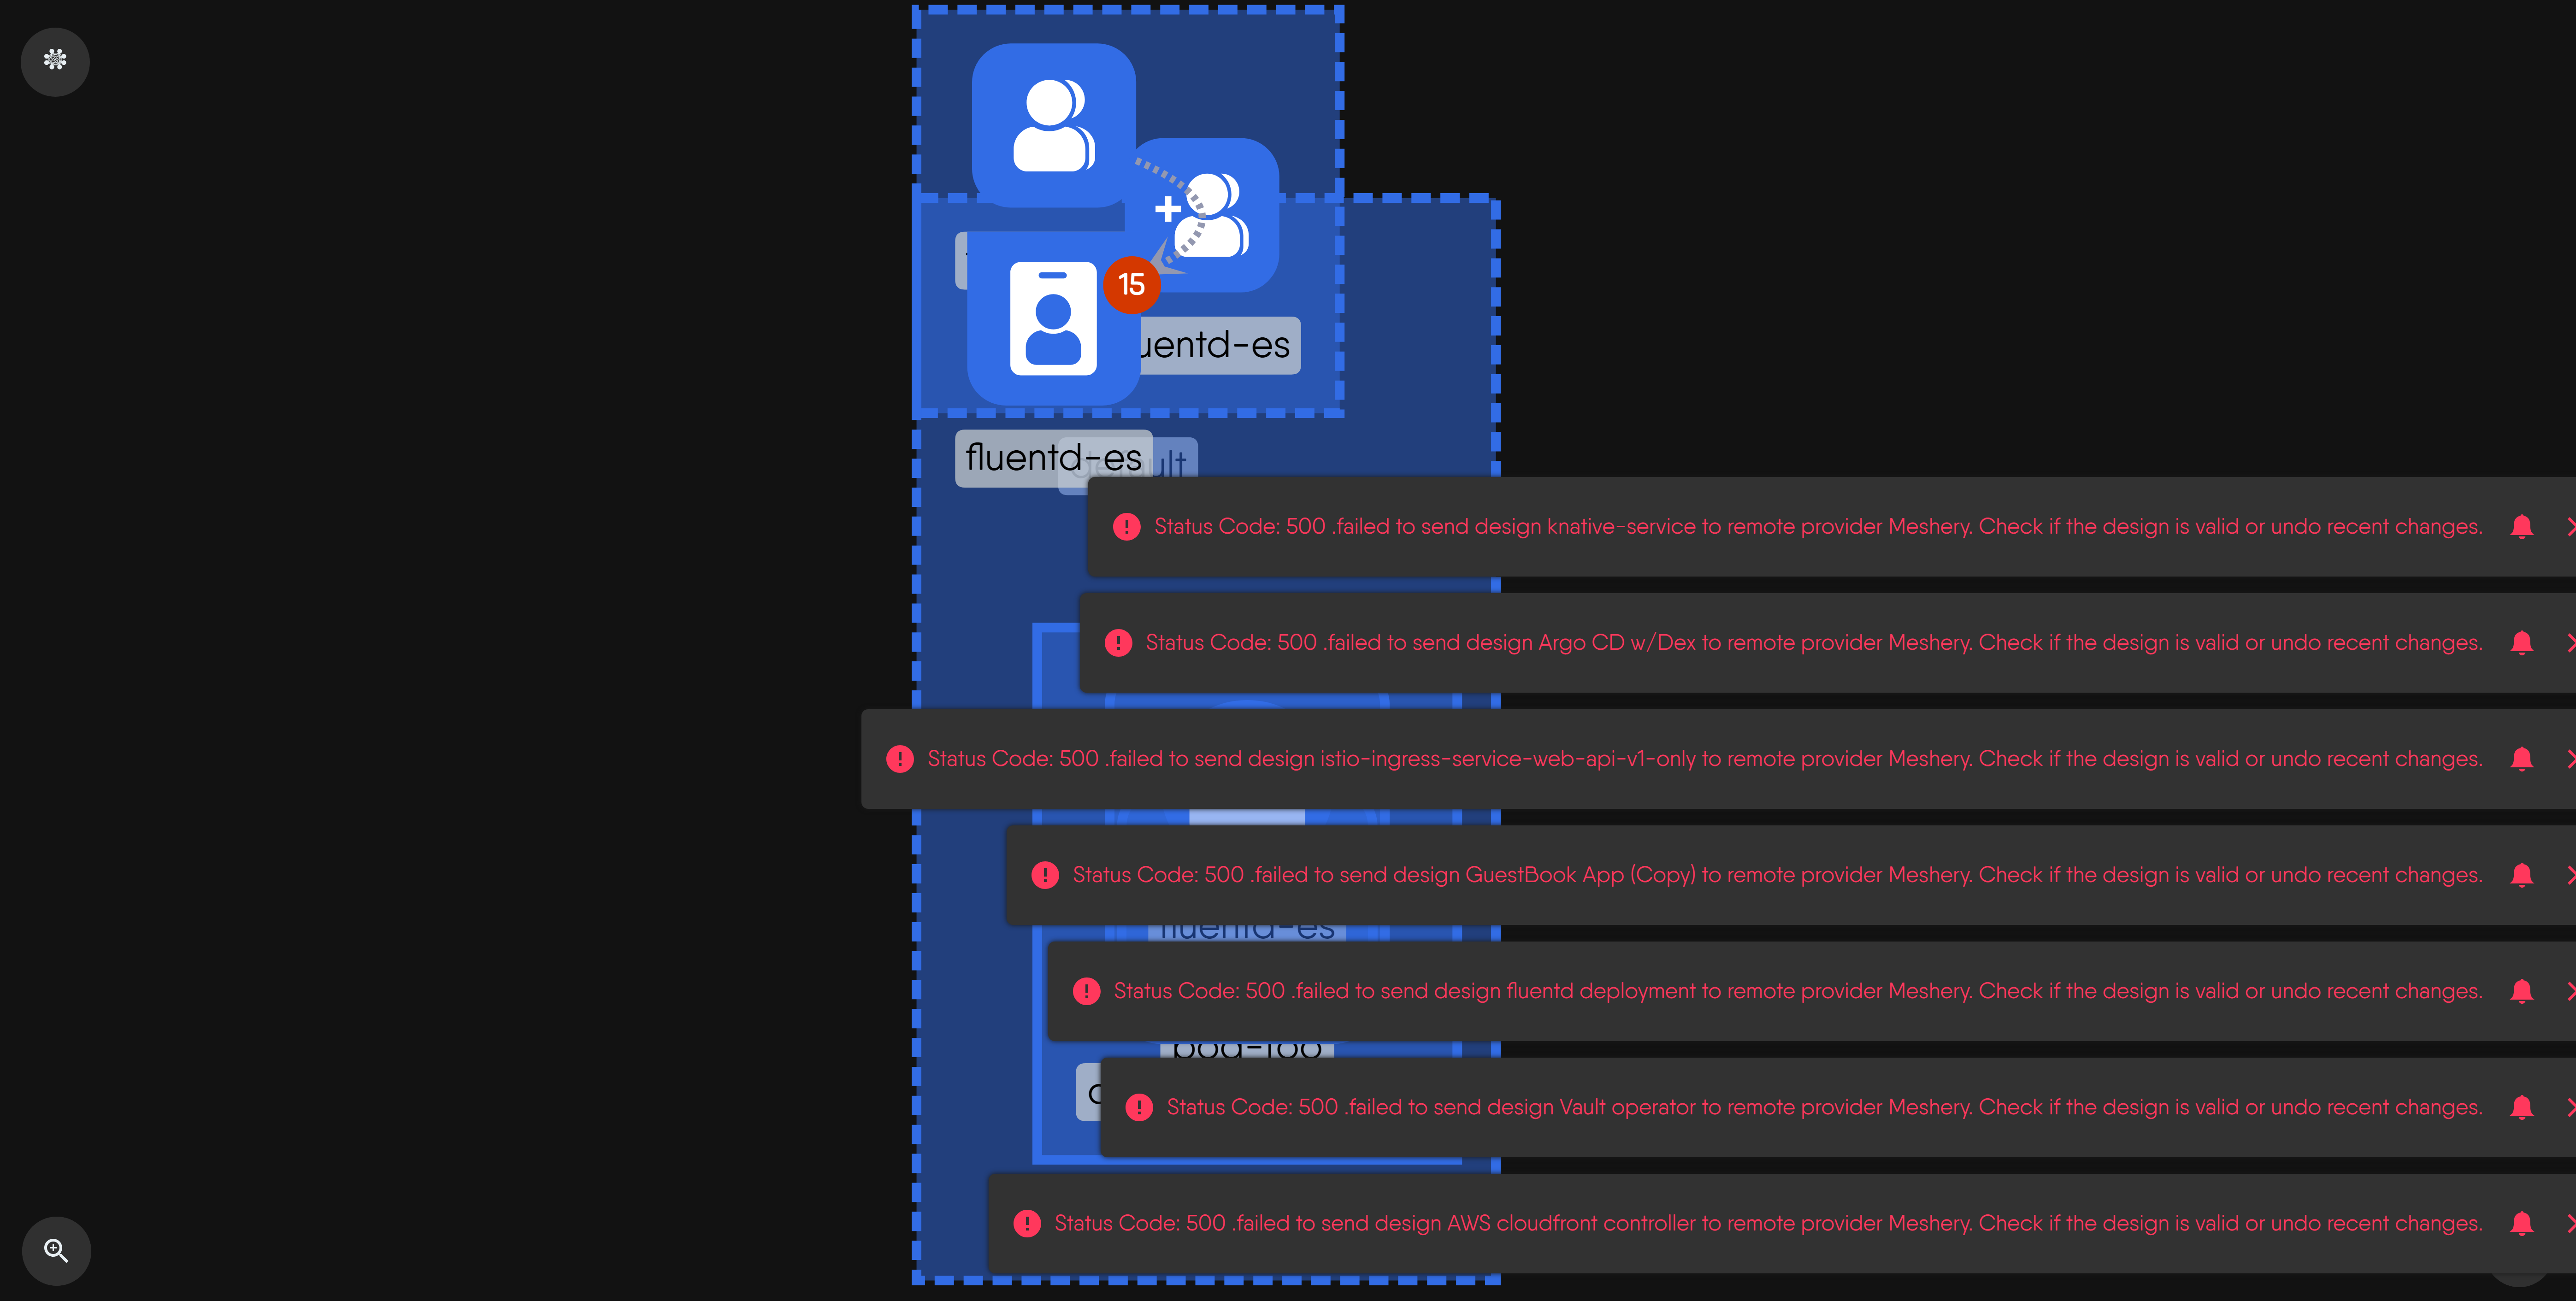 15
uentd-es
fluentd-es
Status Code: 500 .failed to send design knative-service to remote provider Meshery. Check if the design is valid or undo recent changes.
Status Code: 500 .failed to send design Argo CD w/Dex to remote provider Meshery. Check if the design is valid or undo recent changes.
Status Code: 500 .failed to send design istio-ingress-service-web-api-v1-only to remote provider Meshery. Check if the design is valid or undo recent changes.
Status Code: 500 .failed to send design GuestBook App (Copy) to remote provider Meshery. Check if the design is valid or undo recent changes.
fluentd-es
Status Code: 500 .failed to send design fluentd deployment to remote provider Meshery. Check if the design is valid or undo recent changes.
Status Code: 500 .failed to send design Vault operator to remote provider Meshery. Check if the design is valid or undo recent changes.
Status Code: 500 .failed to send design AWS cloudfront controller to remote provider Meshery. Check if the design is valid or undo recent changes.